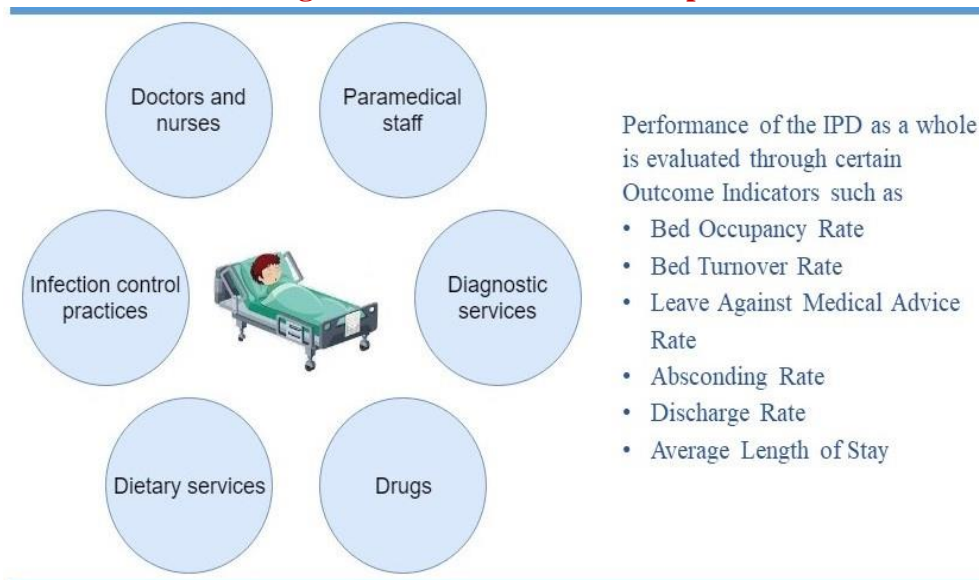 Doctors and
nurses
Paramedical
staff
Infection control
practices
Diagnostic
services
Dietary services
Drugs
Performance of the IPD as a whole
is evaluated through certain
Outcome Indicators such as
• Bed Occupancy Rate
• Bed Turnover Rate
• Leave Against Medical Advice
Rate
• Absconding Rate
• Discharge Rate
• Average Length of Stay